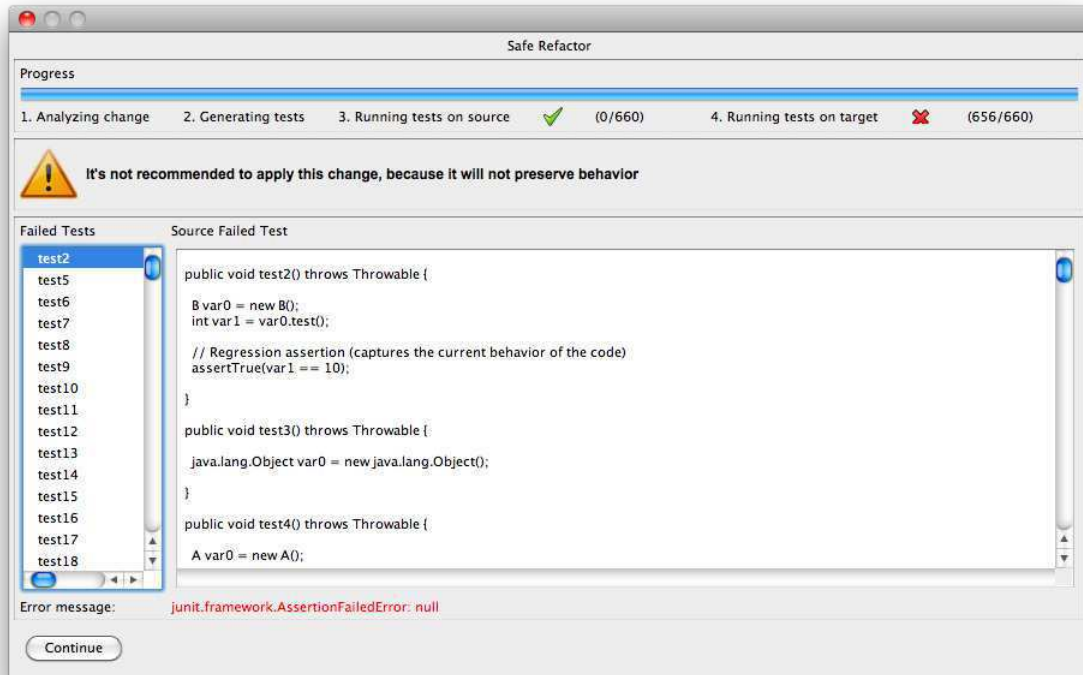 Safe Refactor
Progress
1. Analyzing change 2. Generating tests 3. Running tests on source (0/660) 4. Running tests on target (656/660)
It's not recommended to apply this change, because it will not preserve behavior
Failed Tests
test2
test5
test6
test7
test8
test9
test10
test11
test12
test13
test14
test15
test16
test17
test18
Source Failed Test
public void test2() throws Throwable {
B var0 = new B();
int var1 = var0.test();
// Regression assertion (captures the current behavior of the code)
assertTrue(var1 == 10);
}
public void test3() throws Throwable {
java.lang.Object var0 = new java.lang.Object();
}
public void test4() throws Throwable {
A var0 = new A();
Error message: junit.framework.AssertionFailedError: null
Continue